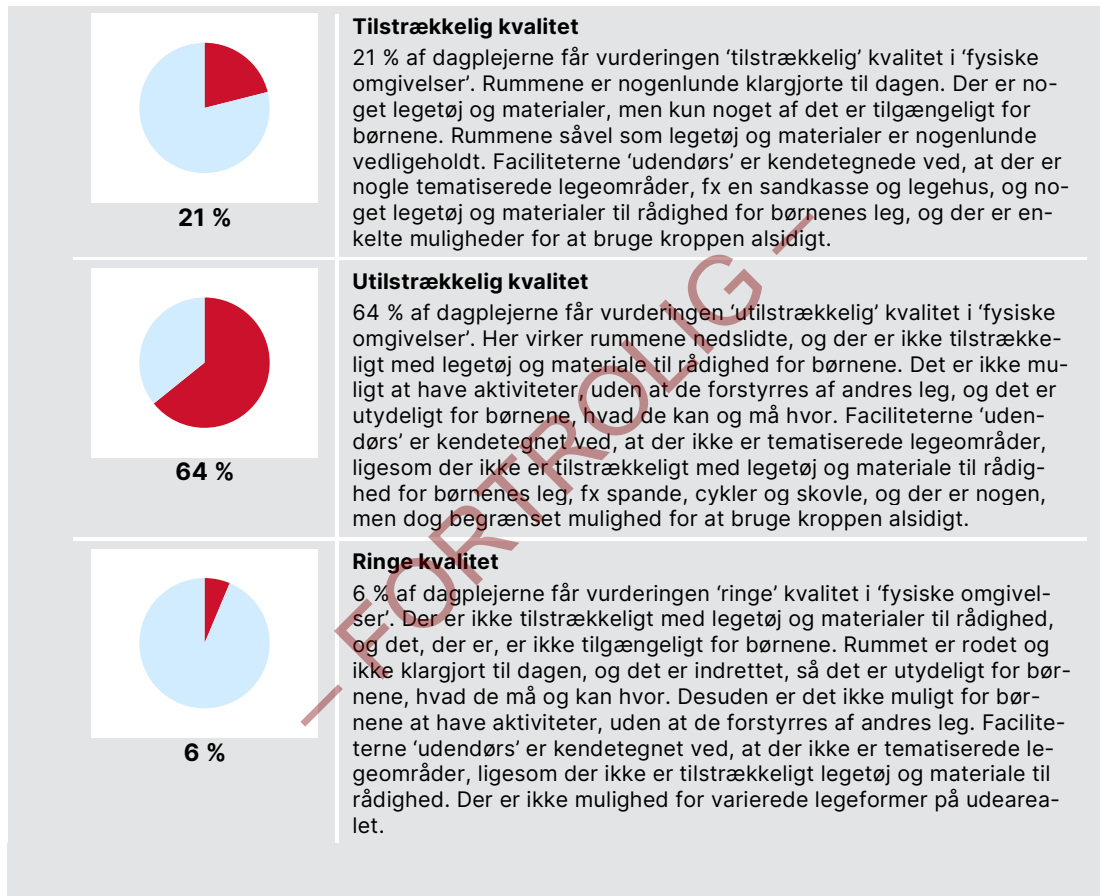 Tilstrækkelig kvalitet
21 % af dagplejerne får vurderingen ‘tilstrækkelig’ kvalitet i ‘fysiske
omgivelser’. Rummene er nogenlunde klargjorte til dagen. Der er no-
get legetøj og materialer, men kun noget af det er tilgængeligt for
børnene. Rummene såvel som legetøj og materialer er nogenlunde
vedligeholdt. Faciliteterne ‘udendørs’ er kendetegnede ved, at der er
nogle tematiserede legeområder, fx en sandkasse og legehus, og no-
get legetøj og materialer til rådighed for børnenes leg, og der er en-
kelte muligheder for at bruge kroppen alsidigt.
21 %
Utilstrækkelig kvalitet
64 % af dagplejerne får vurderingen ‘utilstrækkelig’ kvalitet i ‘fysiske
omgivelser’. Her virker rummene nedslidte, og der er ikke tilstrække-
ligt med legetøj og materiale til rådighed for børnene. Det er ikke mu-
ligt at have aktiviteter, uden at de forstyrres af andres leg, og det er
utydeligt for børnene, hvad de kan og må hvor. Faciliteterne ‘uden-
dørs’ er kendetegnet ved, at der ikke er tematiserede legeområder,
ligesom der ikke er tilstrækkeligt med legetøj og materiale til rådig-
hed for børnenes leg, fx spande, cykler og skovle, og der er nogen,
men dog begrænset mulighed for at bruge kroppen alsidigt.
64 %
Ringe kvalitet
6 % af dagplejerne får vurderingen ‘ringe’ kvalitet i ‘fysiske omgivel-
ser’. Der er ikke tilstrækkeligt med legetøj og materialer til rådighed,
og det, der er, er ikke tilgængeligt for børnene. Rummet er rodet og
ikke klargjort til dagen, og det er indrettet, så det er utydeligt for bør-
nene, hvad de må og kan hvor. Desuden er det ikke muligt for bør-
nene at have aktiviteter, uden at de forstyrres af andres leg. Facilite-
terne ‘udendørs’ er kendetegnet ved, at der ikke er tematiserede le-
geområder, ligesom der ikke er tilstrækkeligt legetøj og materiale til
rådighed. Der er ikke mulighed for varierede legeformer på udearea-
let.
6 %
– FORTROLIG –